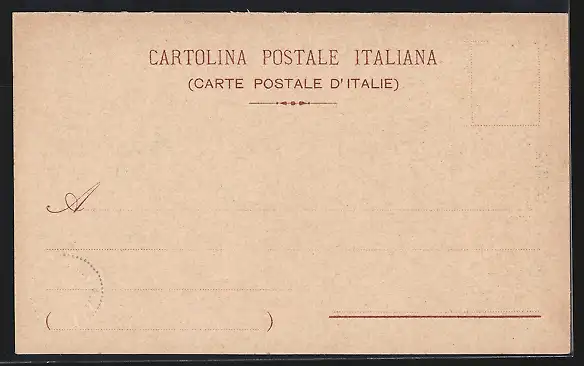 CARTOLINA POSTALE ITALIANA
(CARTE POSTALE D'ITALIE)
A
( )